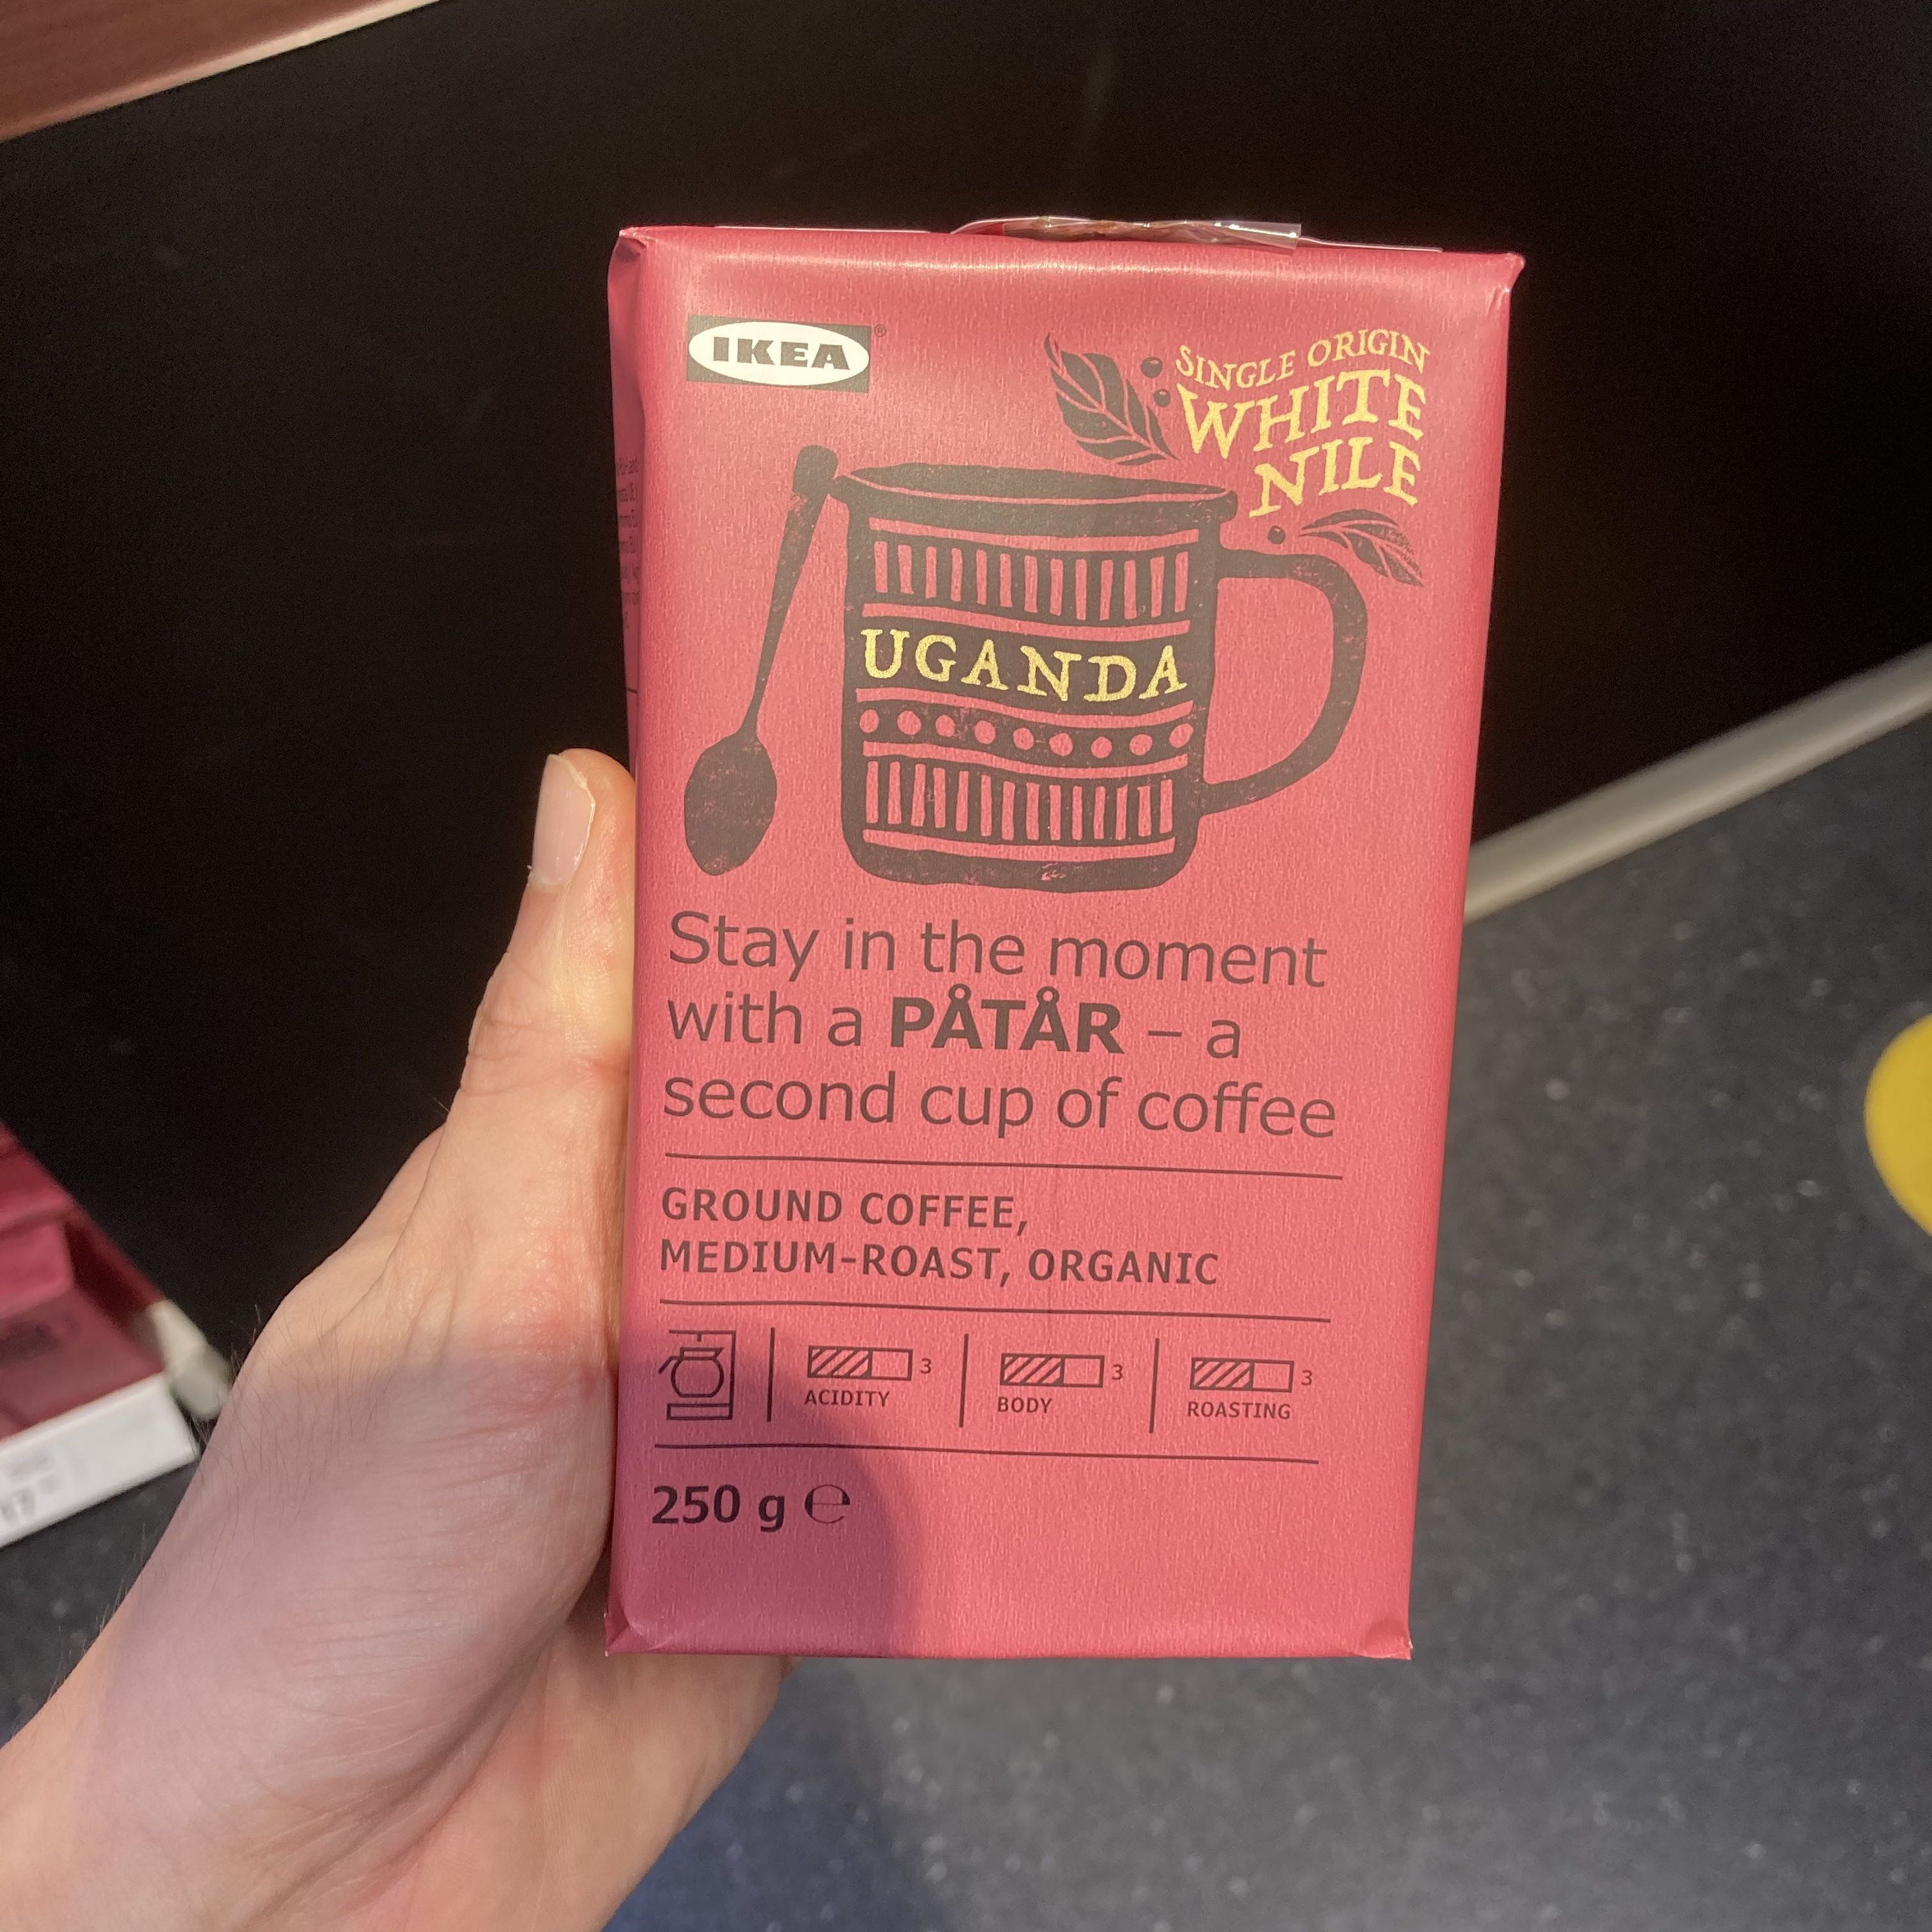 IKEA®
SINGLE ORIGIN
WHITE
NILE
UGANDA
Stay in the moment
with a PÅTÅR – a
second cup of coffee
GROUND COFFEE,
MEDIUM-ROAST, ORGANIC
3
ACIDITY
3
BODY
3
ROASTING
250 g ℮